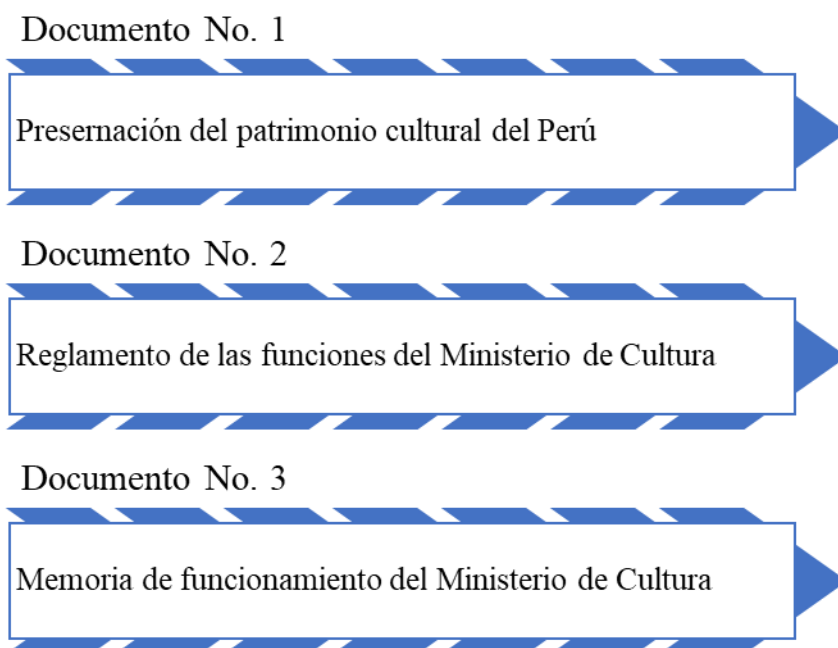 Documento No. 1
Presernación del patrimonio cultural del Perú
Documento No. 2
Reglamento de las funciones del Ministerio de Cultura
Documento No. 3
Memoria de funcionamiento del Ministerio de Cultura